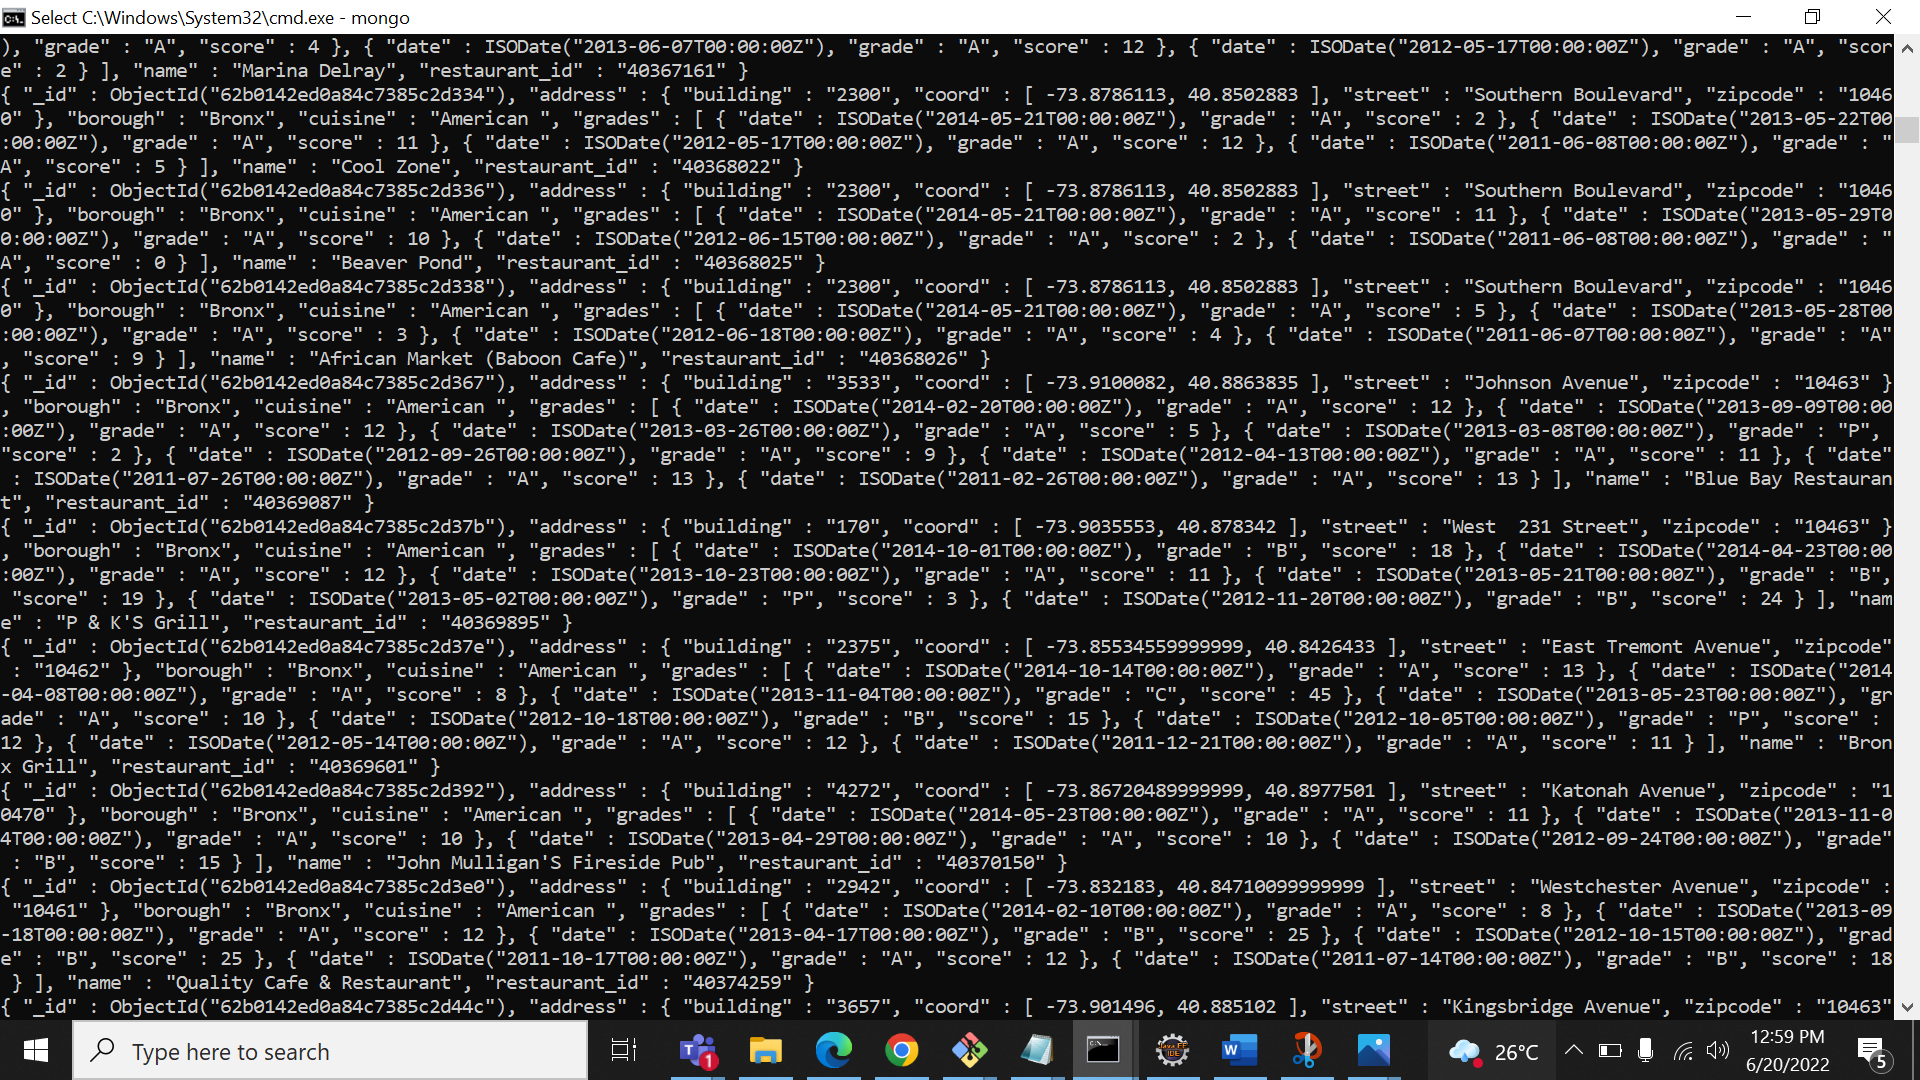 Select C:\Windows\System32\cmd.exe - mongo
), "grade" : "A", "score" : 4 }, { "date" : ISODate("2013-06-07T00:00:00Z"), "grade" : "A", "score" : 12 }, { "date" : ISODate("2012-05-17T00:00:00Z"), "grade" : "A", "scor
e" : 2 } ], "name" : "Marina Delray", "restaurant_id" : "40367161" }
{ "_id" : ObjectId("62b0142ed0a84c7385c2d334"), "address" : { "building" : "2300", "coord" : [ -73.8786113, 40.8502883 ], "street" : "Southern Boulevard", "zipcode" : "1046
0" }, "borough" : "Bronx", "cuisine" : "American ", "grades" : [ { "date" : ISODate("2014-05-21T00:00:00Z"), "grade" : "A", "score" : 2 }, { "date" : ISODate("2013-05-22T00
:00:00Z"), "grade" : "A", "score" : 11 }, { "date" : ISODate("2012-05-17T00:00:00Z"), "grade" : "A", "score" : 12 }, { "date" : ISODate("2011-06-08T00:00:00Z"), "grade" : "
A", "score" : 5 } ], "name" : "Cool Zone", "restaurant_id" : "40368022" }
{ "_id" : ObjectId("62b0142ed0a84c7385c2d336"), "address" : { "building" : "2300", "coord" : [ -73.8786113, 40.8502883 ], "street" : "Southern Boulevard", "zipcode" : "1046
0" }, "borough" : "Bronx", "cuisine" : "American ", "grades" : [ { "date" : ISODate("2014-05-21T00:00:00Z"), "grade" : "A", "score" : 11 }, { "date" : ISODate("2013-05-29T0
0:00:00Z"), "grade" : "A", "score" : 10 }, { "date" : ISODate("2012-06-15T00:00:00Z"), "grade" : "A", "score" : 2 }, { "date" : ISODate("2011-06-08T00:00:00Z"), "grade" : "
A", "score" : 0 } ], "name" : "Beaver Pond", "restaurant_id" : "40368025" }
{ "_id" : ObjectId("62b0142ed0a84c7385c2d338"), "address" : { "building" : "2300", "coord" : [ -73.8786113, 40.8502883 ], "street" : "Southern Boulevard", "zipcode" : "1046
0" }, "borough" : "Bronx", "cuisine" : "American ", "grades" : [ { "date" : ISODate("2014-05-21T00:00:00Z"), "grade" : "A", "score" : 5 }, { "date" : ISODate("2013-05-28T00
:00:00Z"), "grade" : "A", "score" : 3 }, { "date" : ISODate("2012-06-18T00:00:00Z"), "grade" : "A", "score" : 4 }, { "date" : ISODate("2011-06-07T00:00:00Z"), "grade" : "A"
, "score" : 9 } ], "name" : "African Market (Baboon Cafe)", "restaurant_id" : "40368026" }
{ "_id" : ObjectId("62b0142ed0a84c7385c2d367"), "address" : { "building" : "3533", "coord" : [ -73.9100082, 40.8863835 ], "street" : "Johnson Avenue", "zipcode" : "10463" }
, "borough" : "Bronx", "cuisine" : "American ", "grades" : [ { "date" : ISODate("2014-02-20T00:00:00Z"), "grade" : "A", "score" : 12 }, { "date" : ISODate("2013-09-09T00:00
:00Z"), "grade" : "A", "score" : 12 }, { "date" : ISODate("2013-03-26T00:00:00Z"), "grade" : "A", "score" : 5 }, { "date" : ISODate("2013-03-08T00:00:00Z"), "grade" : "P",
"score" : 2 }, { "date" : ISODate("2012-09-26T00:00:00Z"), "grade" : "A", "score" : 9 }, { "date" : ISODate("2012-04-13T00:00:00Z"), "grade" : "A", "score" : 11 }, { "date"
 : ISODate("2011-07-26T00:00:00Z"), "grade" : "A", "score" : 13 }, { "date" : ISODate("2011-02-26T00:00:00Z"), "grade" : "A", "score" : 13 } ], "name" : "Blue Bay Restauran
t", "restaurant_id" : "40369087" }
{ "_id" : ObjectId("62b0142ed0a84c7385c2d37b"), "address" : { "building" : "170", "coord" : [ -73.9035553, 40.878342 ], "street" : "West  231 Street", "zipcode" : "10463" }
, "borough" : "Bronx", "cuisine" : "American ", "grades" : [ { "date" : ISODate("2014-10-01T00:00:00Z"), "grade" : "B", "score" : 18 }, { "date" : ISODate("2014-04-23T00:00
:00Z"), "grade" : "A", "score" : 12 }, { "date" : ISODate("2013-10-23T00:00:00Z"), "grade" : "A", "score" : 11 }, { "date" : ISODate("2013-05-21T00:00:00Z"), "grade" : "B",
 "score" : 19 }, { "date" : ISODate("2013-05-02T00:00:00Z"), "grade" : "P", "score" : 3 }, { "date" : ISODate("2012-11-20T00:00:00Z"), "grade" : "B", "score" : 24 } ], "nam
e" : "P & K'S Grill", "restaurant_id" : "40369895" }
{ "_id" : ObjectId("62b0142ed0a84c7385c2d37e"), "address" : { "building" : "2375", "coord" : [ -73.85534559999999, 40.8426433 ], "street" : "East Tremont Avenue", "zipcode"
 : "10462" }, "borough" : "Bronx", "cuisine" : "American ", "grades" : [ { "date" : ISODate("2014-10-14T00:00:00Z"), "grade" : "A", "score" : 13 }, { "date" : ISODate("2014
-04-08T00:00:00Z"), "grade" : "A", "score" : 8 }, { "date" : ISODate("2013-11-04T00:00:00Z"), "grade" : "C", "score" : 45 }, { "date" : ISODate("2013-05-23T00:00:00Z"), "gr
ade" : "A", "score" : 10 }, { "date" : ISODate("2012-10-18T00:00:00Z"), "grade" : "B", "score" : 15 }, { "date" : ISODate("2012-10-05T00:00:00Z"), "grade" : "P", "score" :
12 }, { "date" : ISODate("2012-05-14T00:00:00Z"), "grade" : "A", "score" : 12 }, { "date" : ISODate("2011-12-21T00:00:00Z"), "grade" : "A", "score" : 11 } ], "name" : "Bron
x Grill", "restaurant_id" : "40369601" }
{ "_id" : ObjectId("62b0142ed0a84c7385c2d392"), "address" : { "building" : "4272", "coord" : [ -73.86720489999999, 40.8977501 ], "street" : "Katonah Avenue", "zipcode" : "1
0470" }, "borough" : "Bronx", "cuisine" : "American ", "grades" : [ { "date" : ISODate("2014-05-23T00:00:00Z"), "grade" : "A", "score" : 11 }, { "date" : ISODate("2013-11-0
4T00:00:00Z"), "grade" : "A", "score" : 10 }, { "date" : ISODate("2013-04-29T00:00:00Z"), "grade" : "A", "score" : 10 }, { "date" : ISODate("2012-09-24T00:00:00Z"), "grade"
 : "B", "score" : 15 } ], "name" : "John Mulligan'S Fireside Pub", "restaurant_id" : "40370150" }
{ "_id" : ObjectId("62b0142ed0a84c7385c2d3e0"), "address" : { "building" : "2942", "coord" : [ -73.832183, 40.84710099999999 ], "street" : "Westchester Avenue", "zipcode" :
 "10461" }, "borough" : "Bronx", "cuisine" : "American ", "grades" : [ { "date" : ISODate("2014-02-10T00:00:00Z"), "grade" : "A", "score" : 8 }, { "date" : ISODate("2013-09
-18T00:00:00Z"), "grade" : "A", "score" : 12 }, { "date" : ISODate("2013-04-17T00:00:00Z"), "grade" : "B", "score" : 25 }, { "date" : ISODate("2012-10-15T00:00:00Z"), "grad
e" : "B", "score" : 25 }, { "date" : ISODate("2011-10-17T00:00:00Z"), "grade" : "A", "score" : 12 }, { "date" : ISODate("2011-07-14T00:00:00Z"), "grade" : "B", "score" : 18
 } ], "name" : "Quality Cafe & Restaurant", "restaurant_id" : "40374259" }
{ "_id" : ObjectId("62b0142ed0a84c7385c2d44c"), "address" : { "building" : "3657", "coord" : [ -73.901496, 40.885102 ], "street" : "Kingsbridge Avenue", "zipcode" : "10463"
Type here to search
26°C
12:59 PM
6/20/2022
5